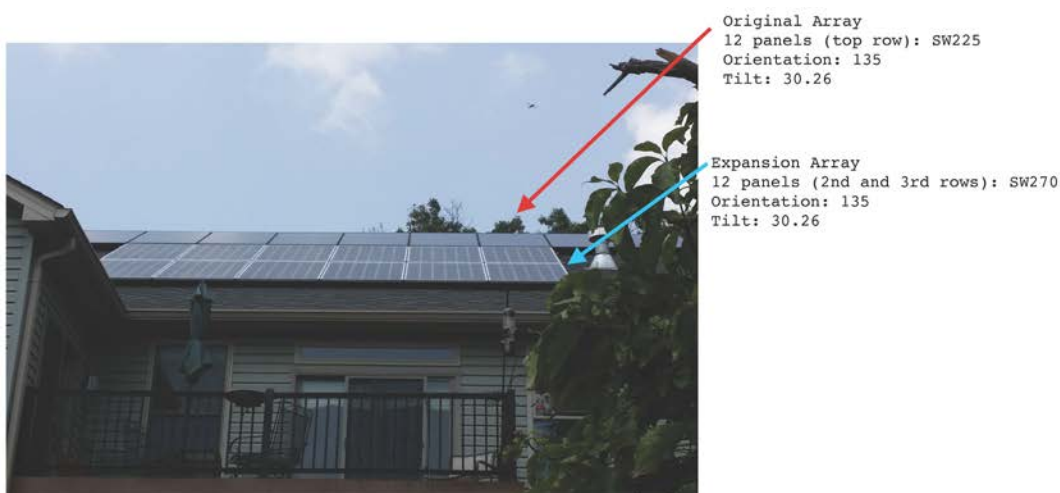 Original Array
12 panels (top row): SW225
Orientation: 135
Tilt: 30.26
Expansion Array
12 panels (2nd and 3rd rows): SW270
Orientation: 135
Tilt: 30.26